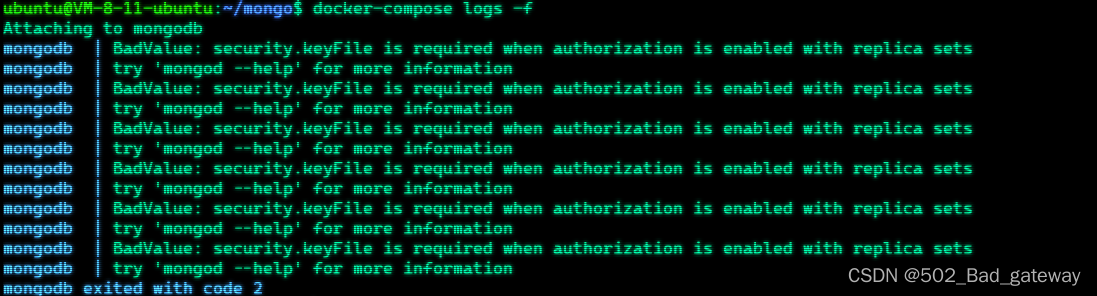 ubuntu@VM-8-11-ubuntu:~/mongo$ docker-compose logs -f
Attaching to mongodb
mongodb | BadValue: security.keyFile is required when authorization is enabled with replica sets
mongodb | try 'mongod --help' for more information
mongodb | BadValue: security.keyFile is required when authorization is enabled with replica sets
mongodb | try 'mongod --help' for more information
mongodb | BadValue: security.keyFile is required when authorization is enabled with replica sets
mongodb | try 'mongod --help' for more information
mongodb | BadValue: security.keyFile is required when authorization is enabled with replica sets
mongodb | try 'mongod --help' for more information
mongodb | BadValue: security.keyFile is required when authorization is enabled with replica sets
mongodb | try 'mongod --help' for more information
mongodb | BadValue: security.keyFile is required when authorization is enabled with replica sets
mongodb | try 'mongod --help' for more information
mongodb exited with code 2
CSDN @502_Bad_gateway